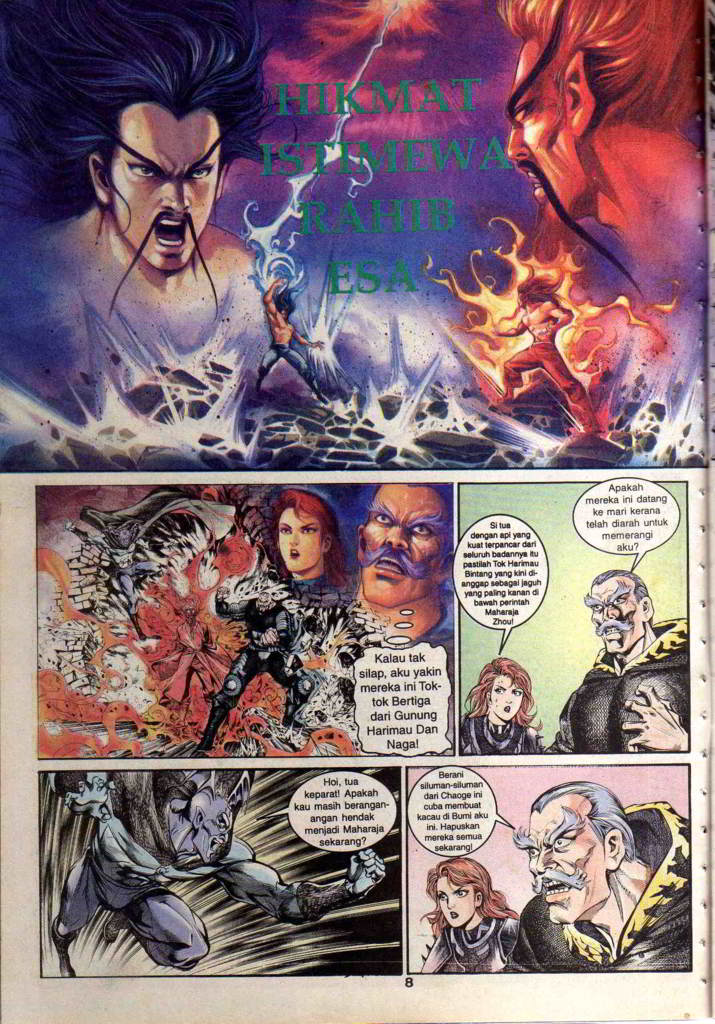 HIKMAT
ISTIMEWA
RAHIB
ESA
Kalau tak
silap, aku yakin
mereka ini Tok-
tok Bertiga
dari Gunung
Harimau Dan
Naga!
Si tua
dengan api yang
kuat terpancar dari
seluruh badannya itu
pastilah Tok Harimau
Bintang yang kini di-
anggap sebagai jaguh
yang paling kanan di
bawah perintah
Maharaja
Zhou!
Apakah
mereka ini datang
ke mari kerana
telah diarah untuk
memerangi
aku?
Hoi, tua
keparat! Apakah
kau masih berangan-
angan hendak
menjadi Maharaja
sekarang?
Berani
siluman-siluman
dari Chaoge ini
cuba membuat
kacau di Bumi aku
ini. Hapuskan
mereka semua
sekarang!
8